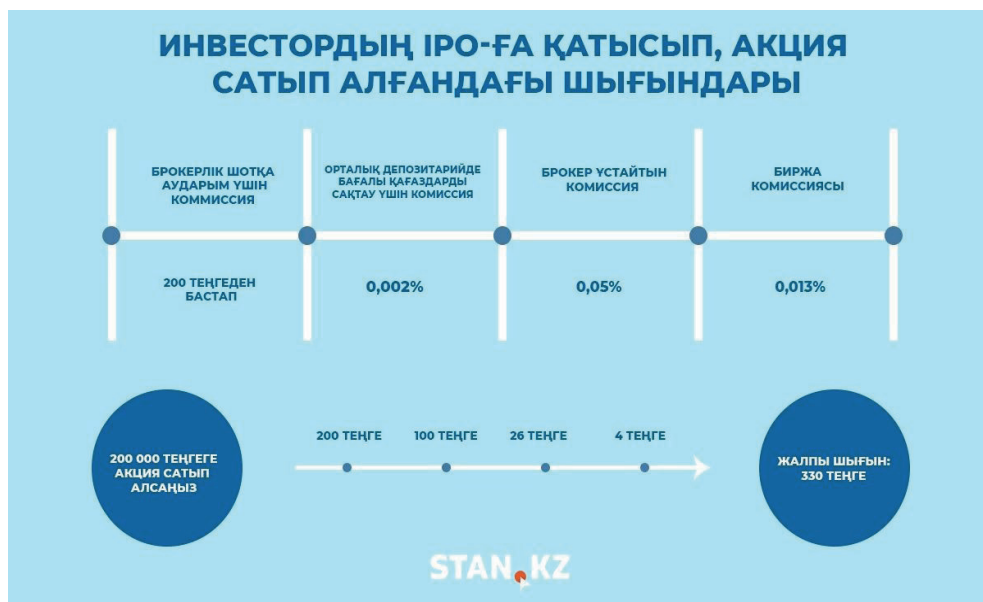 ИНВЕСТОРДЫҢ IPO-ҒА ҚАТЫСЫП, АКЦИЯ
САТЫП АЛҒАНДАҒЫ ШЫҒЫНДАРЫ
БРОКЕРЛІК ШОТҚА
АУДАРЫМ ҮШІН
КОММИССИЯ
ОРТАЛЫҚ ДЕПОЗИТАРИЙДЕ
БАҒАЛЫ ҚАҒАЗДАРДЫ
САҚТАУ ҮШІН КОМИССИЯ
БРОКЕР ҰСТАЙТЫН
КОМИССИЯ
БИРЖА
КОМИССИЯСЫ
200 ТЕҢГЕДЕН
БАСТАП
0,002%
0,05%
0,013%
200 000 ТЕҢГЕГЕ
АКЦИЯ САТЫП
АЛСАҢЫЗ
200 ТЕҢГЕ
100 ТЕҢГЕ
26 ТЕҢГЕ
4 ТЕҢГЕ
ЖАЛПЫ ШЫҒЫН:
330 ТЕҢГЕ
STAN.KZ